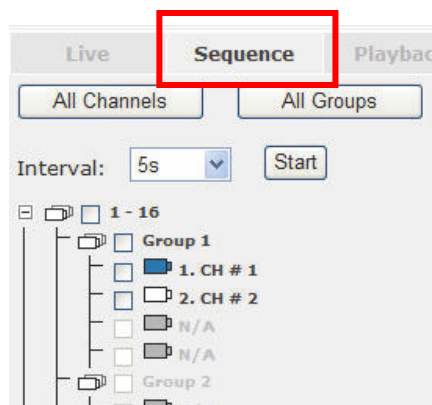 Live Sequence Playbac
All Channels All Groups
Interval: 5s Start
1 - 16
Group 1
1. CH # 1
2. CH # 2
N/A
N/A
Group 2